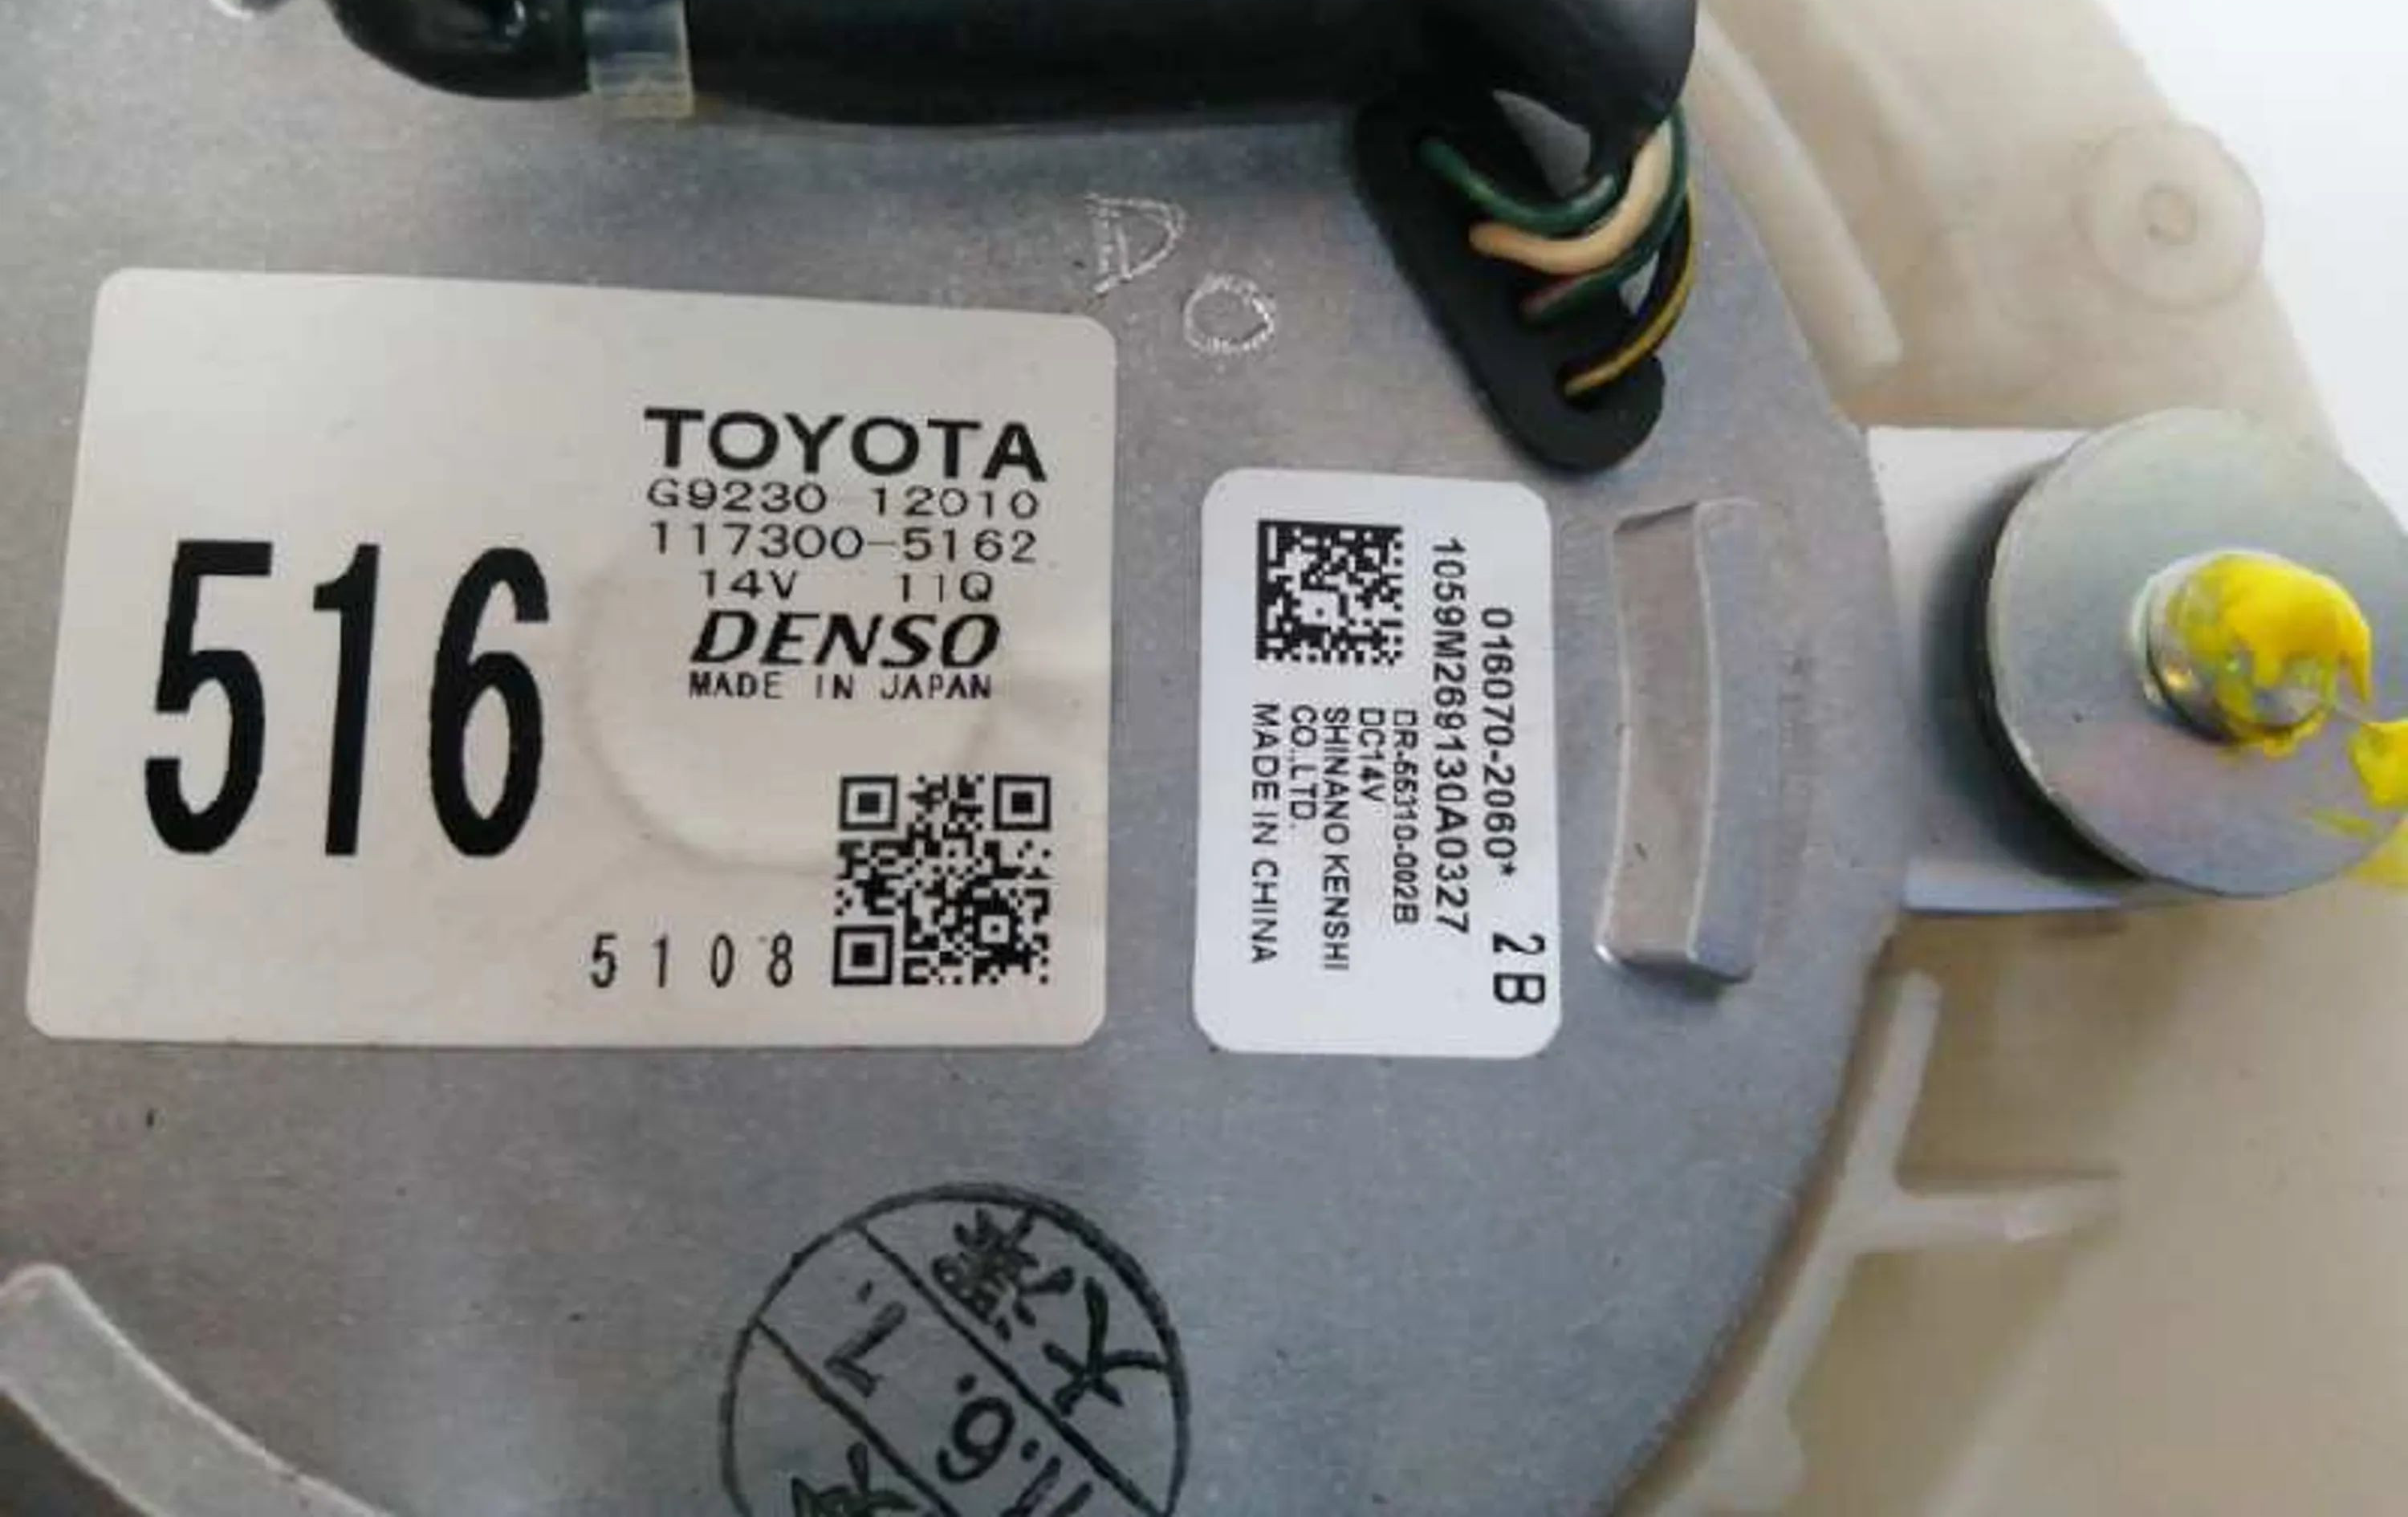 D O
TOYOTA
G9230-12010
117300-5162
14V 11Q
DENSO
MADE IN JAPAN
516
5108
016070-2060* 2B
1059M269130A0327
DR-55310-002B
DC14V
SHINANO KENSHI
CO.,LTD.
MADE IN CHINA